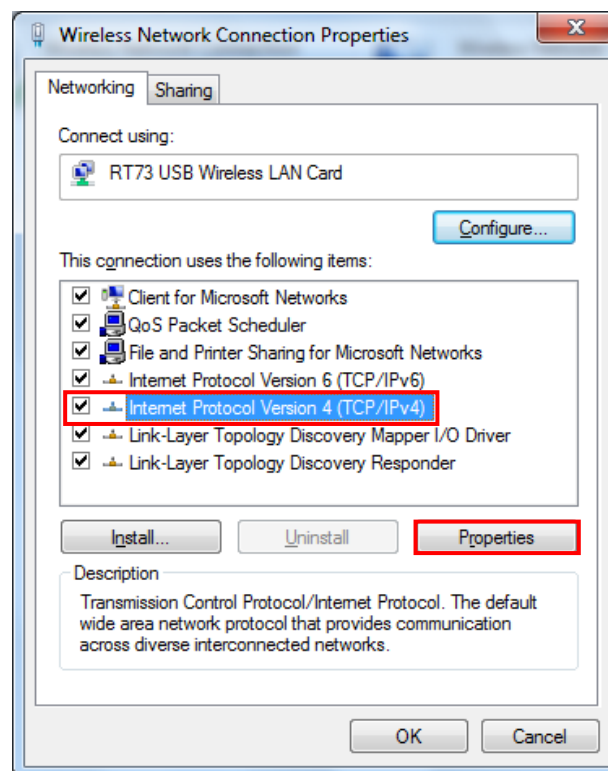 Wireless Network Connection Properties
Networking
Sharing
Connect using:
RT73 USB Wireless LAN Card
Configure...
This connection uses the following items:
Client for Microsoft Networks
QoS Packet Scheduler
File and Printer Sharing for Microsoft Networks
Internet Protocol Version 6 (TCP/IPv6)
Internet Protocol Version 4 (TCP/IPv4)
Link-Layer Topology Discovery Mapper I/O Driver
Link-Layer Topology Discovery Responder
Install...
Uninstall
Properties
Description
Transmission Control Protocol/Internet Protocol. The default
wide area network protocol that provides communication
across diverse interconnected networks.
OK
Cancel